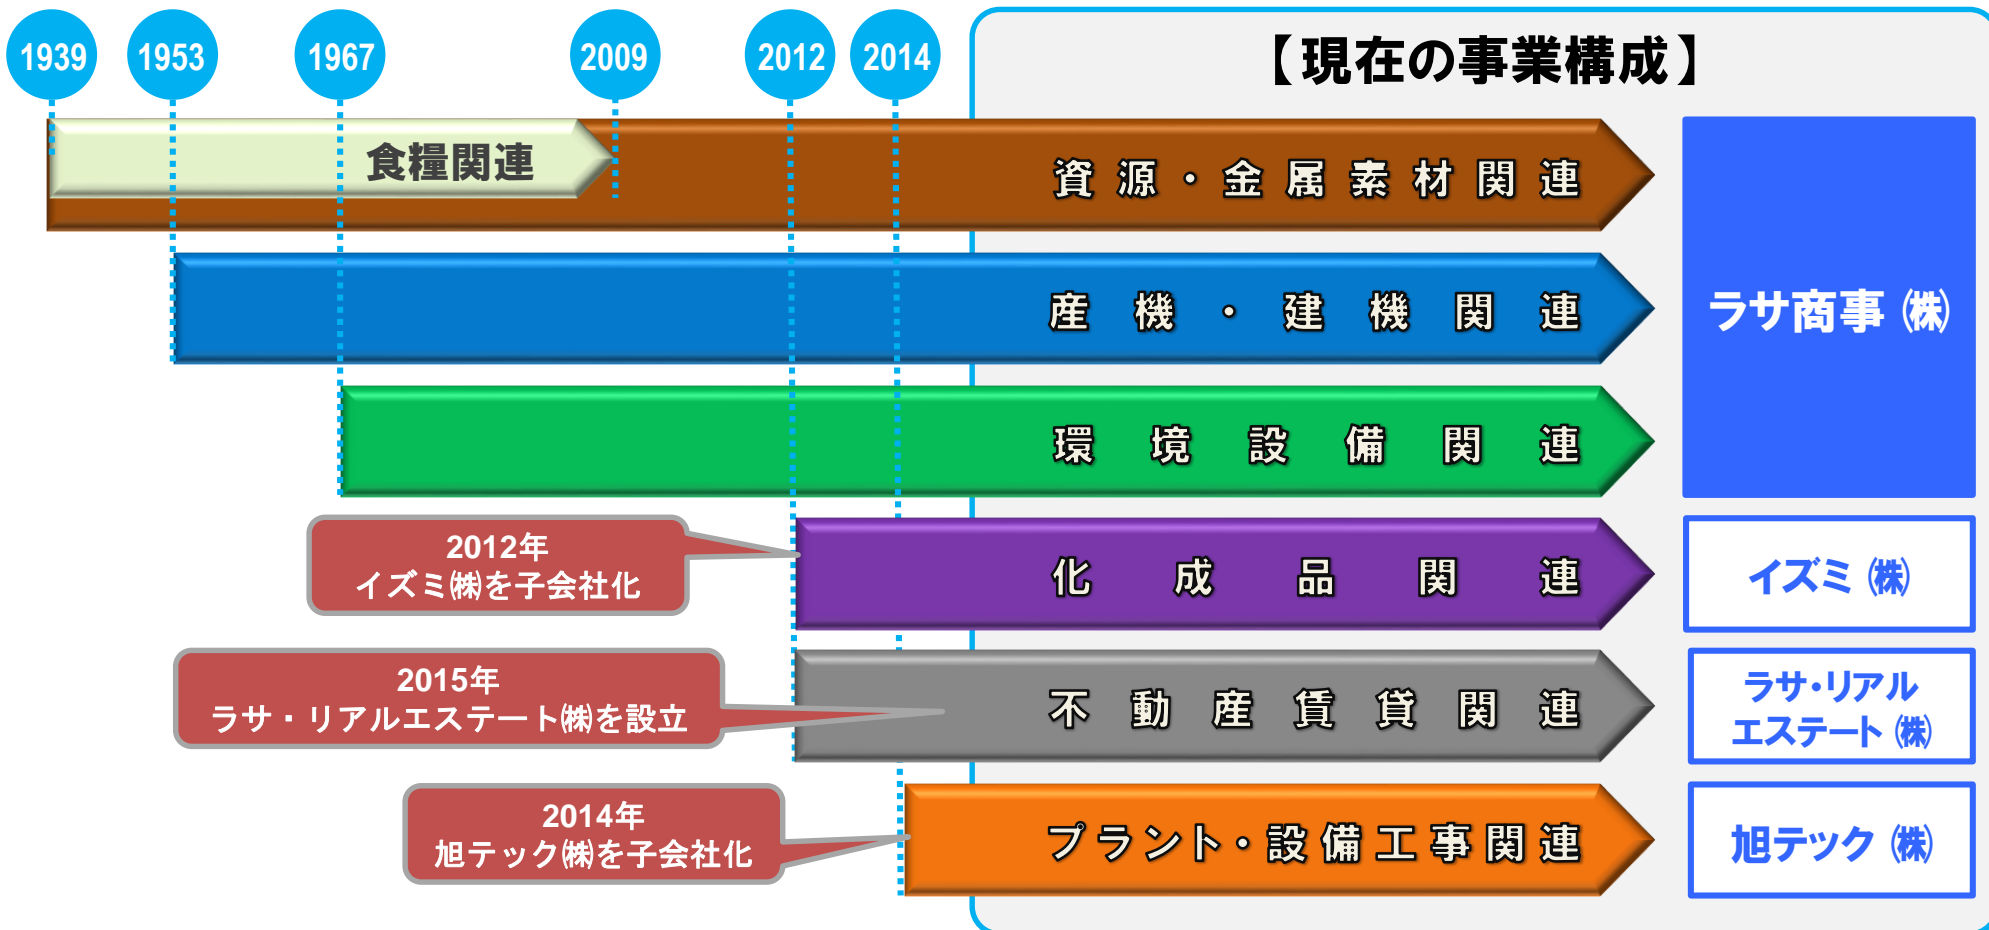 1939
1953
1967
2009
2012
2014
【現在の事業構成】
食糧関連
資源・金属素材関連
産機・建機関連
環境設備関連
化成品関連
不動産賃貸関連
プラント・設備工事関連
ラサ商事㈱
イズミ㈱
ラサ・リアル
エステート㈱
旭テック㈱
2012年
イズミ㈱を子会社化
2015年
ラサ・リアルエステート㈱を設立
2014年
旭テック㈱を子会社化